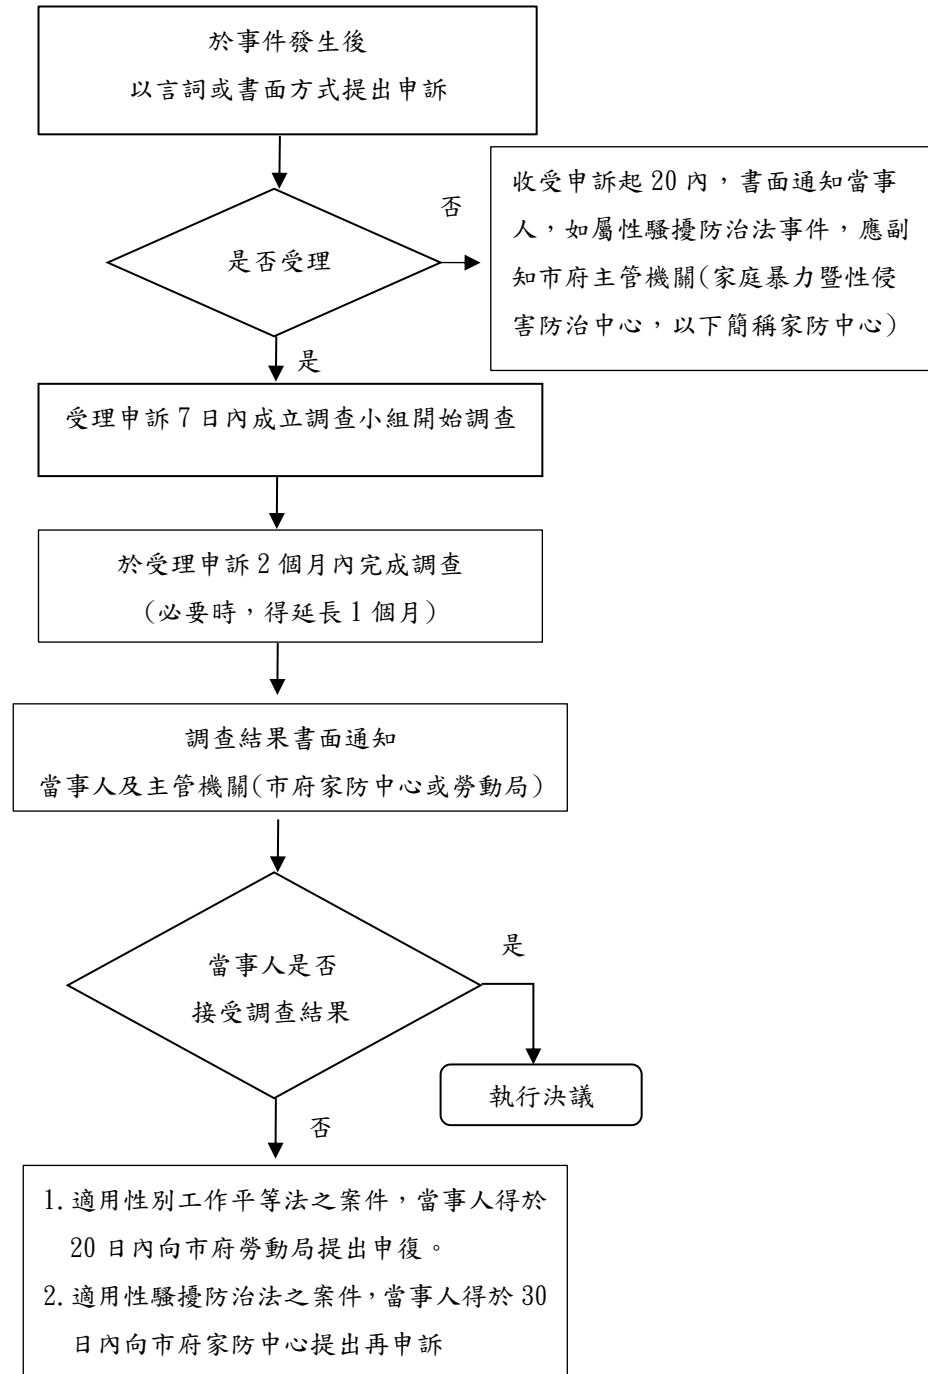 於事件發生後
以言詞或書面方式提出申訴
收受申訴起 20 內，書面通知當事
人，如屬性騷擾防治法事件，應副
知市府主管機關(家庭暴力暨性侵
害防治中心，以下簡稱家防中心)
否
是否受理
是
受理申訴 7 日內成立調查小組開始調查
於受理申訴 2 個月內完成調查
(必要時，得延長 1 個月)
調查結果書面通知
當事人及主管機關(市府家防中心或勞動局)
當事人是否
接受調查結果
是
執行決議
否
1. 適用性別工作平等法之案件，當事人得於
20 日內向市府勞動局提出申復。
2. 適用性騷擾防治法之案件，當事人得於 30
日內向市府家防中心提出再申訴